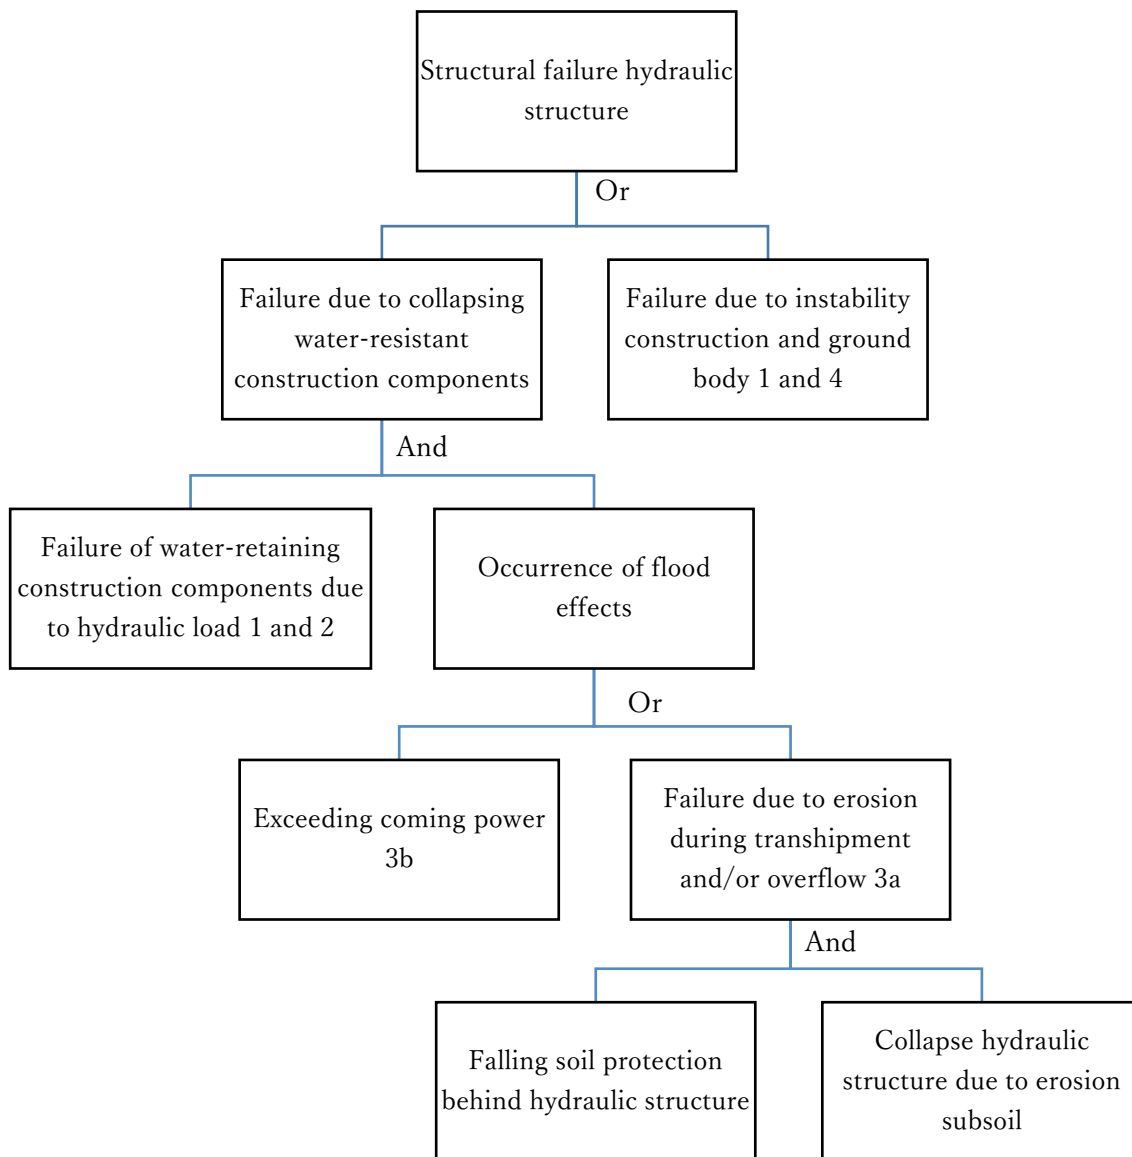 Structural failure hydraulic
structure
Or
Failure due to collapsing
water-resistant
construction components
Failure due to instability
construction and ground
body 1 and 4
And
Failure of water-retaining
construction components due
to hydraulic load 1 and 2
Occurrence of flood
effects
Or
Exceeding coming power
3b
Failure due to erosion
during transhipment
and/or overflow 3a
And
Falling soil protection
behind hydraulic structure
Collapse hydraulic
structure due to erosion
subsoil